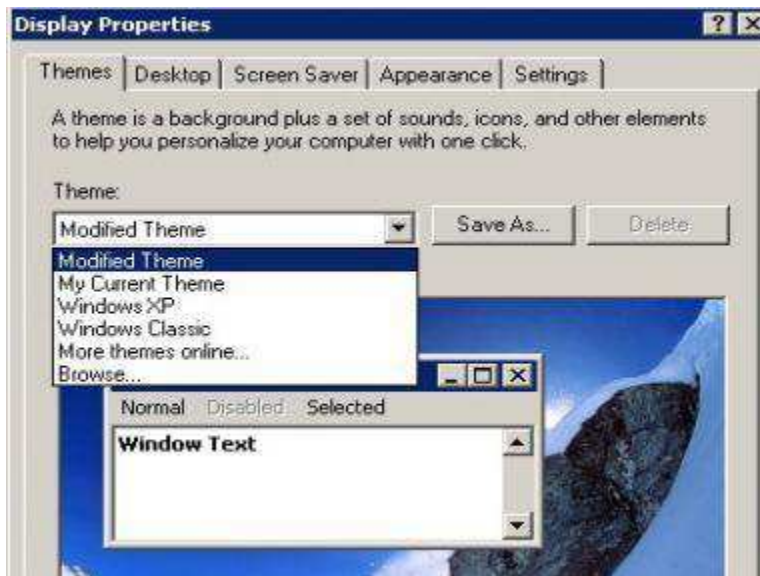 Display Properties
Themes Desktop Screen Saver Appearance Settings
A theme is a background plus a set of sounds, icons, and other elements
to help you personalize your computer with one click.
Theme:
Modified Theme Save As... Delete
Modified Theme
My Current Theme
Windows XP
Windows Classic
More themes online...
Browse...
Normal Disabled Selected
Window Text